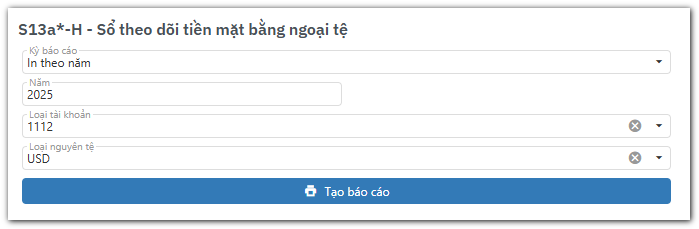 S13a*-H - Sổ theo dõi tiền mặt bằng ngoại tệ
Kỳ báo cáo
In theo năm
Năm
2025
Loại tài khoản
1112
Loại nguyên tệ
USD
Tạo báo cáo